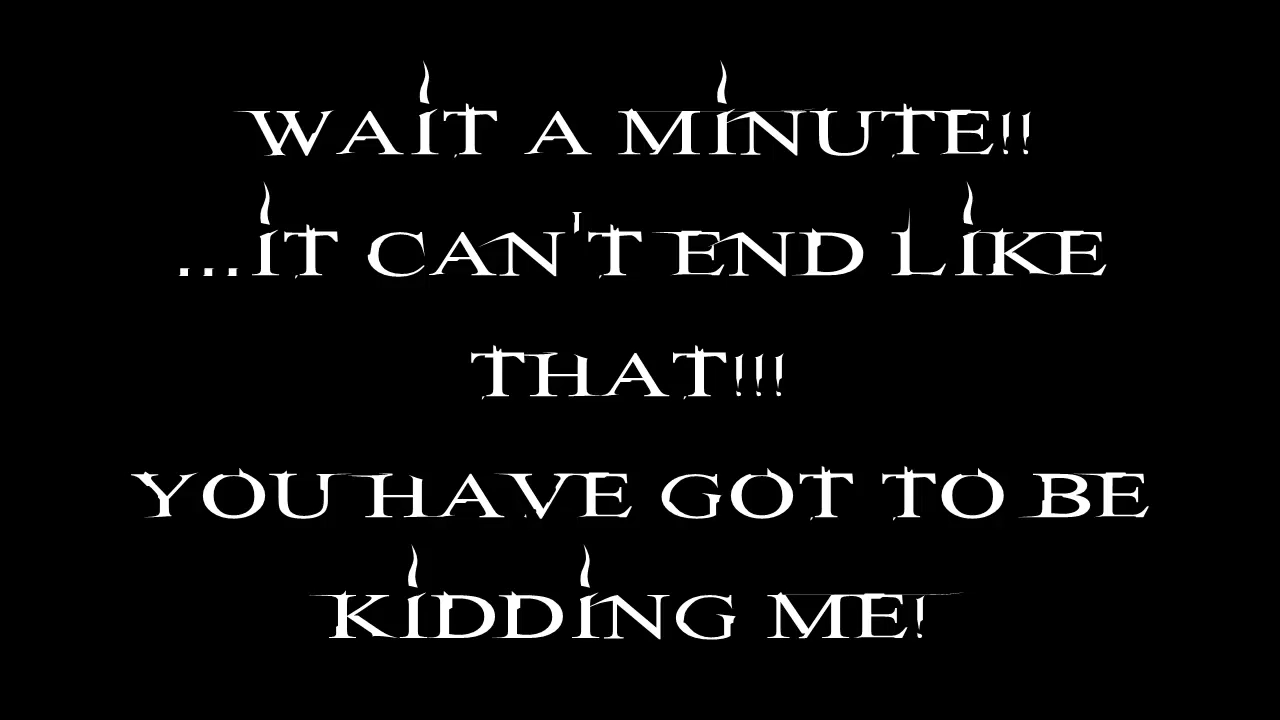 WAiT A MiNUTE!!
...iT CAN'T END LiKE
THAT!!!
YOU HAVE GOT TO BE
KiDDiNG ME!